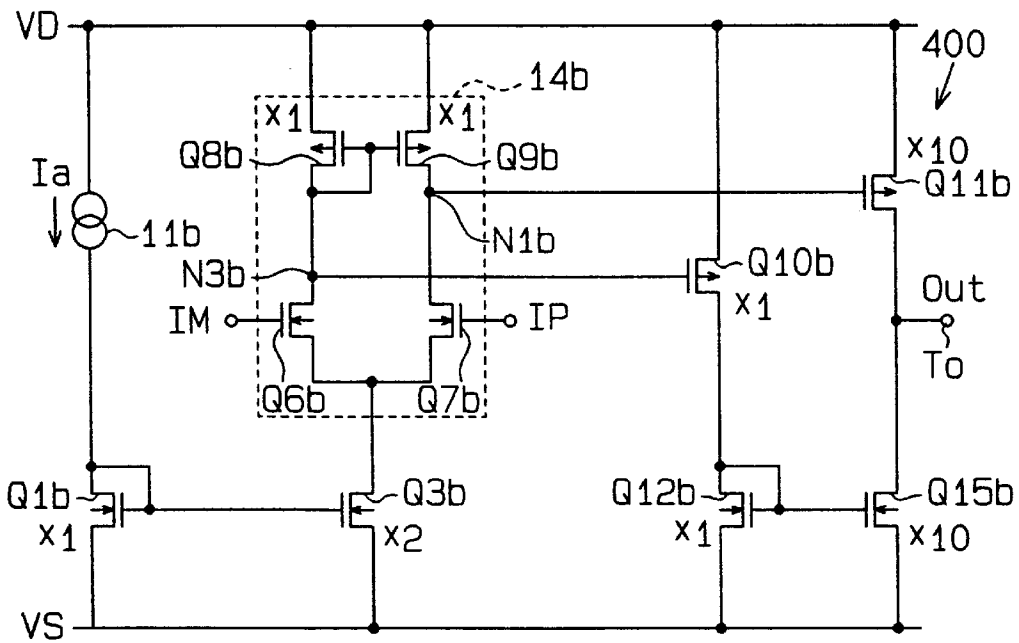 VD
400
14b
x1
x1
Q8b
Q9b
x10
Q11b
Ia
11b
N1b
N3b
Q10b
x1
Out
IM
IP
To
Q6b
Q7b
Q1b
x1
Q3b
x2
Q12b
x1
Q15b
x10
VS